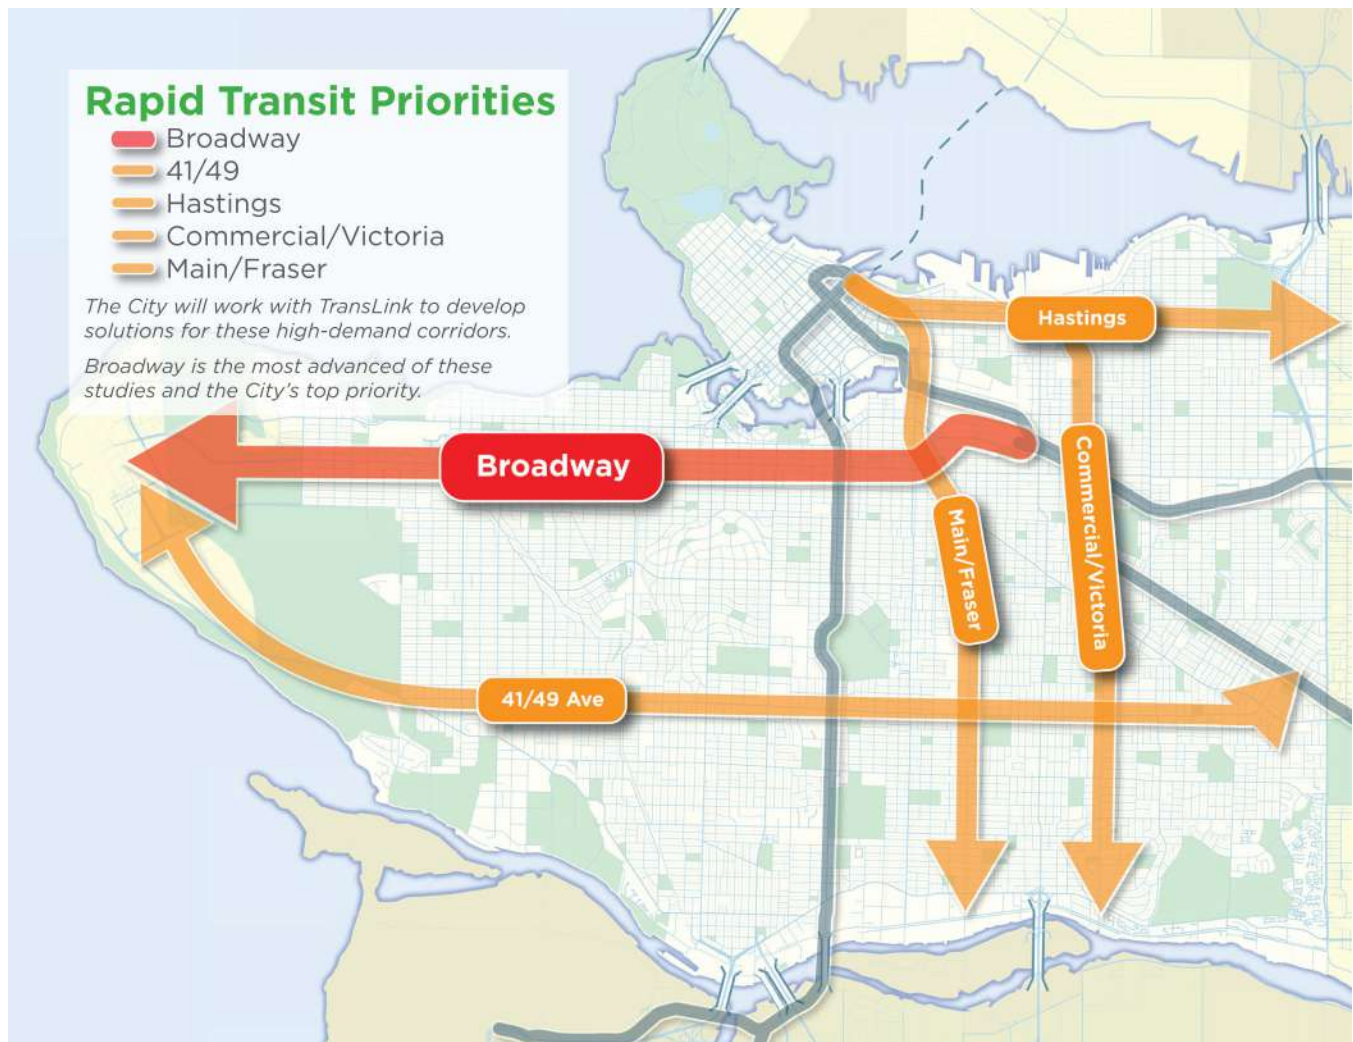 Rapid Transit Priorities
Broadway
41/49
Hastings
Commercial/Victoria
Main/Fraser
The City will work with TransLink to develop
solutions for these high-demand corridors.
Broadway is the most advanced of these
studies and the City's top priority.
Hastings
Broadway
Commercial/Victoria
Main/Fraser
41/49 Ave